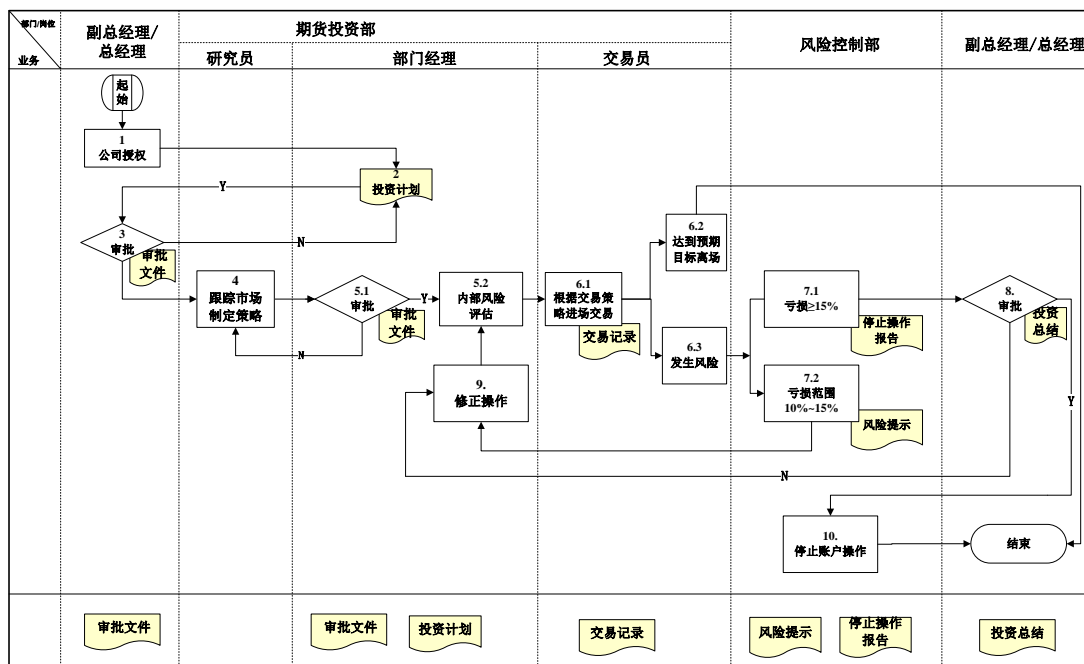 部门/岗位
业务
副总经理/
总经理
期货投资部
研究员
部门经理
交易员
风险控制部
副总经理/总经理
起
始
1
公司授权
2
投资计划
Y
3
审批
N
审批
文件
4
跟踪市场
制定策略
5.1
审批
Y
审批
文件
N
5.2
内部风险
评估
6.1
根据交易策
略进场交易
交易记录
6.2
达到预期
目标离场
6.3
发生风险
7.1
亏损≥15%
停止操作
报告
7.2
亏损范围
10%~15%
风险提示
8.
审批
投资
总结
Y
9.
修正操作
N
10.
停止账户操作
结束
审批文件
审批文件
投资计划
交易记录
风险提示
停止操作
报告
投资总结